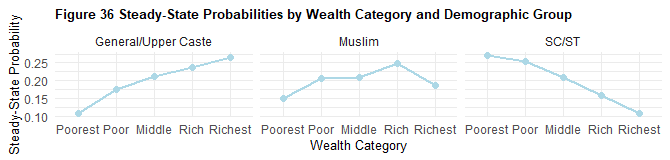 Figure 36 Steady-State Probabilities by Wealth Category and Demographic Group
General/Upper Caste Muslim SC/ST
Steady-State Probability
0.25
0.20
0.15
0.10
Poorest Poor Middle Rich Richest Poorest Poor Middle Rich Richest Poorest Poor Middle Rich Richest
Wealth Category